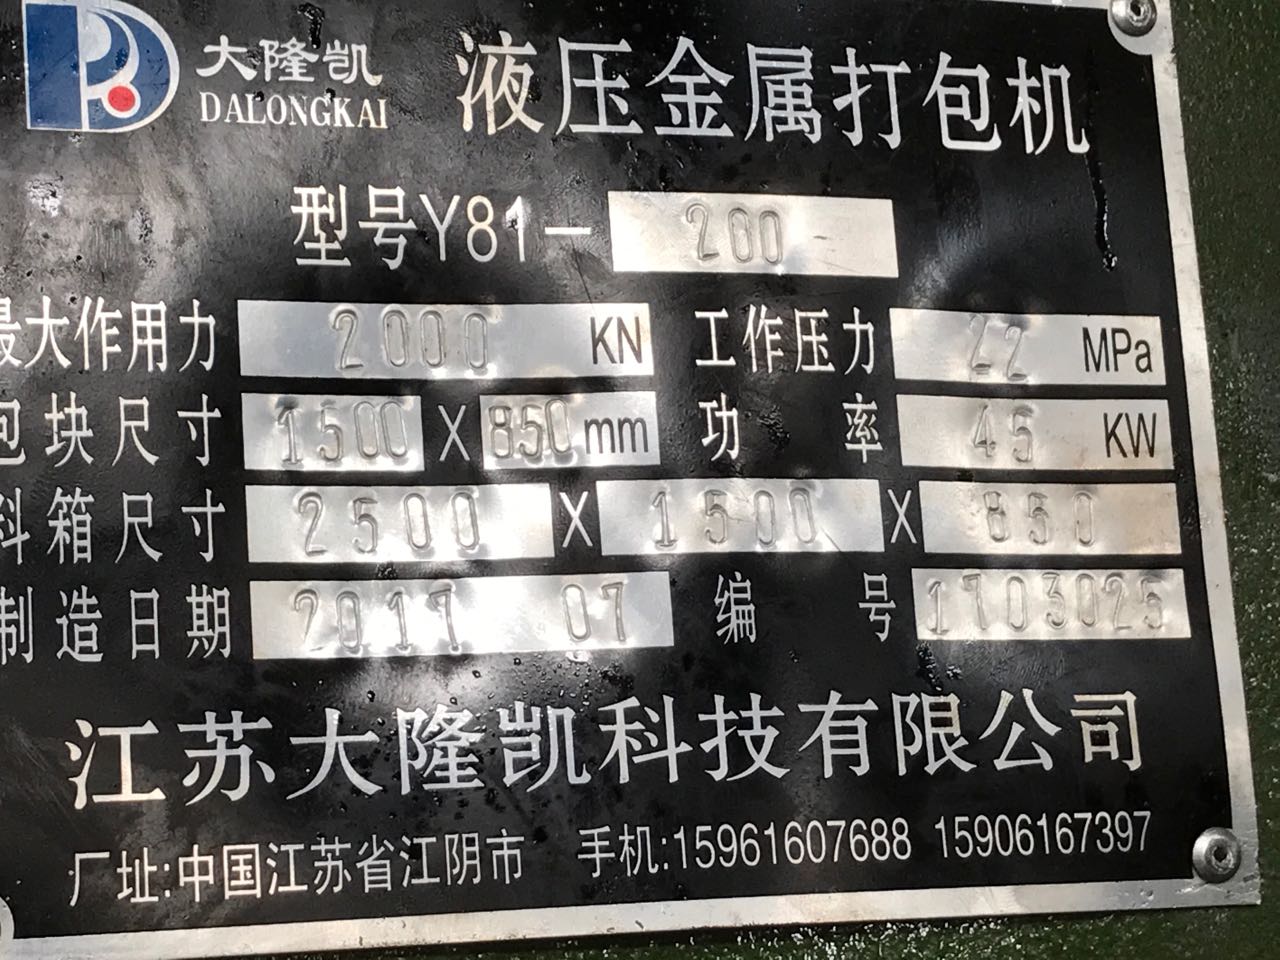 大隆凯
DALONGKAI
液压金属打包机
型号Y81-200
最大作用力 2000 KN 工作压力 22 MPa
包块尺寸 1500 X 850 mm 功率 45 KW
料箱尺寸 2500 X 1500 X 850
制造日期 2017 07 编号 1703025
江苏大隆凯科技有限公司
厂址:中国江苏省江阴市 手机:15961607688 15906167397